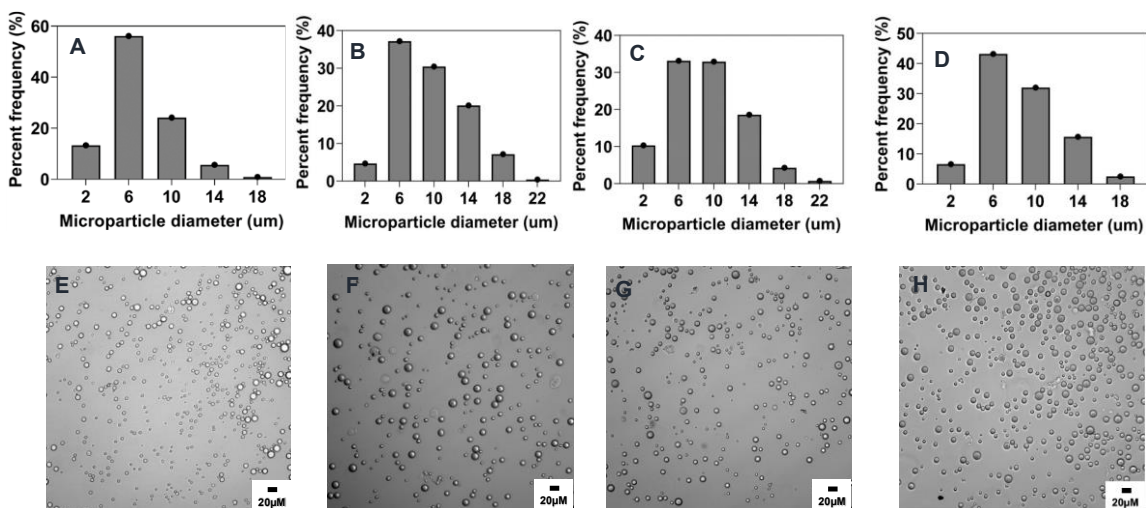 A
Percent frequency (%)
60
40
20
0
2 6 10 14 18
Microparticle diameter (um)
B
Percent frequency (%)
40
30
20
10
0
2 6 10 14 18 22
Microparticle diameter (um)
C
Percent frequency (%)
40
30
20
10
0
2 6 10 14 18 22
Microparticle diameter (um)
D
Percent frequency (%)
50
40
30
20
10
0
2 6 10 14 18
Microparticle diameter (um)
E
20µM
F
20µM
G
20µM
H
20µM